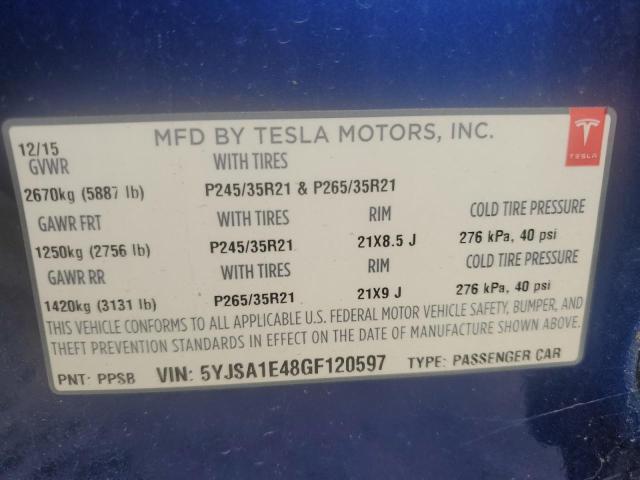 MFD BY TESLA MOTORS, INC.
TESLA
12/15
GVWR WITH TIRES
2670kg (5887 lb) P245/35R21 & P265/35R21
GAWR FRT WITH TIRES RIM COLD TIRE PRESSURE
1250kg (2756 lb) P245/35R21 21X8.5 J 276 kPa, 40 psi
GAWR RR WITH TIRES RIM COLD TIRE PRESSURE
1420kg (3131 lb) P265/35R21 21X9 J 276 kPa, 40 psi
THIS VEHICLE CONFORMS TO ALL APPLICABLE U.S. FEDERAL MOTOR VEHICLE SAFETY, BUMPER, AND
THEFT PREVENTION STANDARDS IN EFFECT ON THE DATE OF MANUFACTURE SHOWN ABOVE.
PNT: PPSB VIN: 5YJSA1E48GF120597 TYPE: PASSENGER CAR